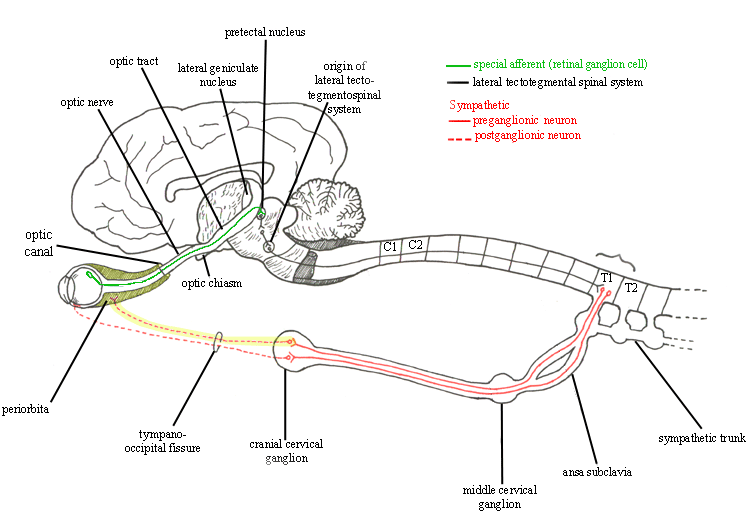 pretectal nucleus
optic tract
lateral geniculate
nucleus
origin of
lateral tecto-
tegmentospinal
system
optic nerve
special afferent (retinal ganglion cell)
lateral tectotegmental spinal system
Sympathetic
preganglionic neuron
postganglionic neuron
optic
canal
optic chiasm
C1 C2
T1
T2
periorbita
tympano-
occipital fissure
cranial cervical
ganglion
middle cervical
ganglion
ansa subclavia
sympathetic trunk